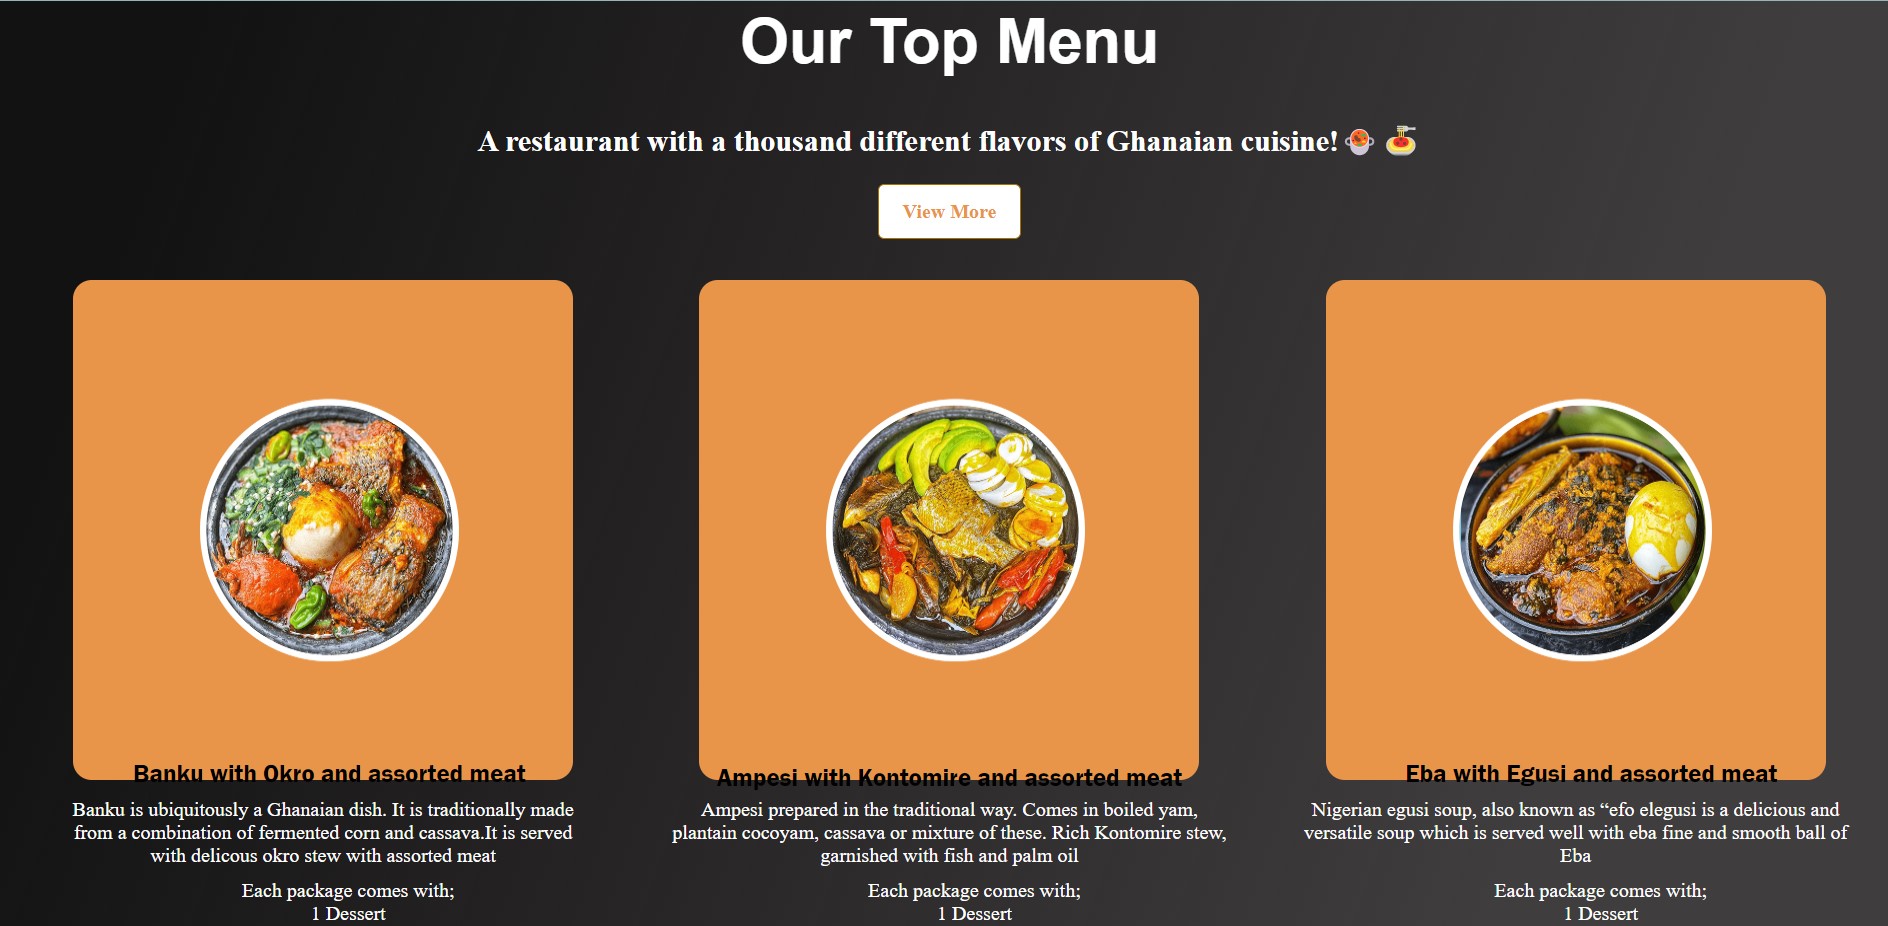 Our Top Menu
A restaurant with a thousand different flavors of Ghanaian cuisine!
View More
Banku with Okro and assorted meat
Banku is ubiquitously a Ghanaian dish. It is traditionally made
from a combination of fermented corn and cassava.It is served
with delicous okro stew with assorted meat
Each package comes with;
1 Dessert
Ampesi with Kontomire and assorted meat
Ampesi prepared in the traditional way. Comes in boiled yam,
plantain cocoyam, cassava or mixture of these. Rich Kontomire stew,
garnished with fish and palm oil
Each package comes with;
1 Dessert
Eba with Egusi and assorted meat
Nigerian egusi soup, also known as “efo elegusi is a delicious and
versatile soup which is served well with eba fine and smooth ball of
Eba
Each package comes with;
1 Dessert